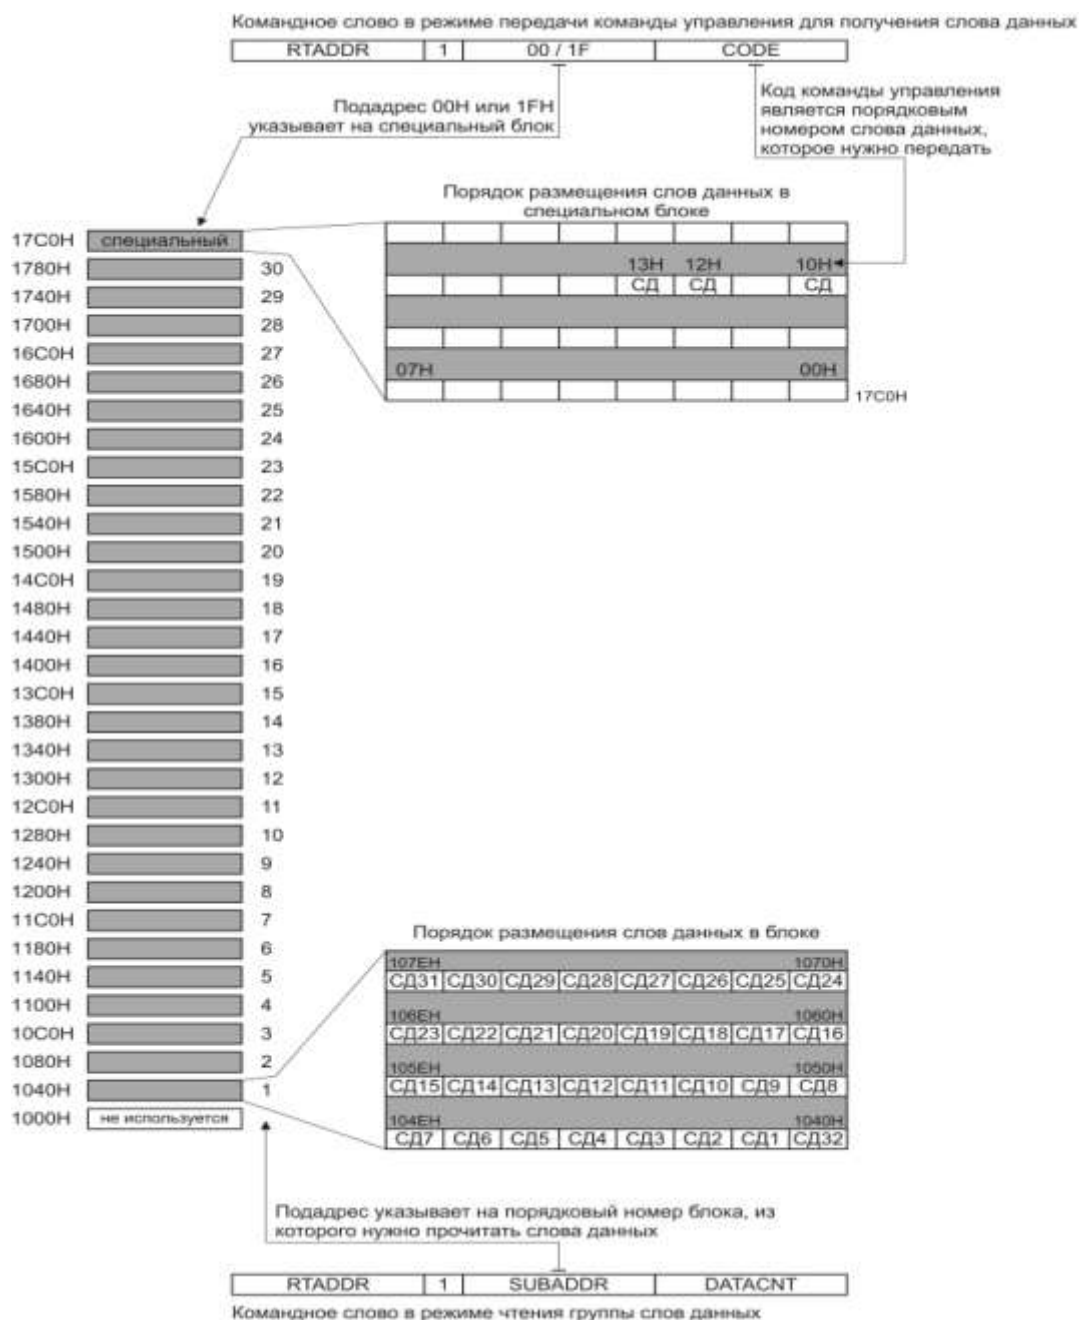 Командное слово в режиме передачи команды управления для получения слова данных
RTADDR 1 00 / 1F CODE
Подадрес 00H или 1FH
указывает на специальный блок
Код команды управления
является порядковым
номером слова данных,
которое нужно передать
Порядок размещения слов данных в
специальном блоке
17C0H специальный
13H 12H 10H
СД СД СД
07H 00H
17C0H
1780H 30
1740H 29
1700H 28
16C0H 27
1680H 26
1640H 25
1600H 24
15C0H 23
1580H 22
1540H 21
1500H 20
14C0H 19
1480H 18
1440H 17
1400H 16
13C0H 15
1380H 14
1340H 13
1300H 12
12C0H 11
1280H 10
1240H 9
1200H 8
11C0H 7
1180H 6
1140H 5
1100H 4
10C0H 3
1080H 2
1040H 1
1000H не используется
Порядок размещения слов данных в блоке
107EH 1070H
СД31 СД30 СД29 СД28 СД27 СД26 СД25 СД24
106EH 1060H
СД23 СД22 СД21 СД20 СД19 СД18 СД17 СД16
105EH 1050H
СД15 СД14 СД13 СД12 СД11 СД10 СД9 СД8
104EH 1040H
СД7 СД6 СД5 СД4 СД3 СД2 СД1 СД32
Подадрес указывает на порядковый номер блока, из
которого нужно прочитать слова данных
RTADDR 1 SUBADDR DATACNT
Командное слово в режиме чтения группы слов данных